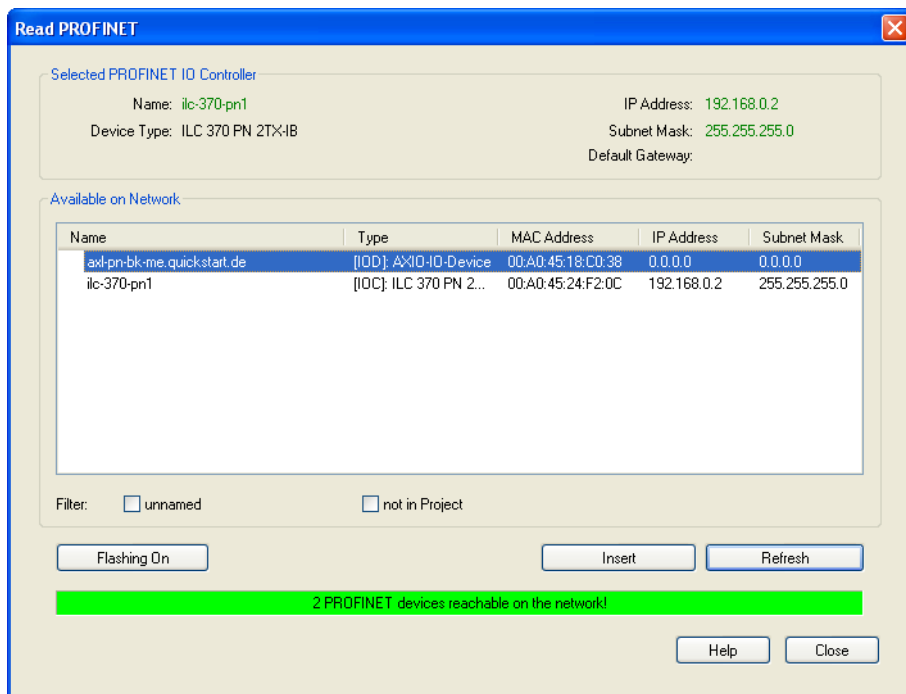 Read PROFINET
Selected PROFINET IO Controller
Name: ilc-370-pn1 IP Address: 192.168.0.2
Device Type: ILC 370 PN 2TX-IB Subnet Mask: 255.255.255.0
Default Gateway:
Available on Network
Name Type MAC Address IP Address Subnet Mask
axl-pn-bk-me.quickstart.de [IOD]: AXIO-IO-Device 00:A0:45:18:C0:38 0.0.0.0 0.0.0.0
ilc-370-pn1 [IOC]: ILC 370 PN 2... 00:A0:45:24:F2:0C 192.168.0.2 255.255.255.0
Filter: unnamed not in Project
Flashing On Insert Refresh
2 PROFINET devices reachable on the network!
Help Close